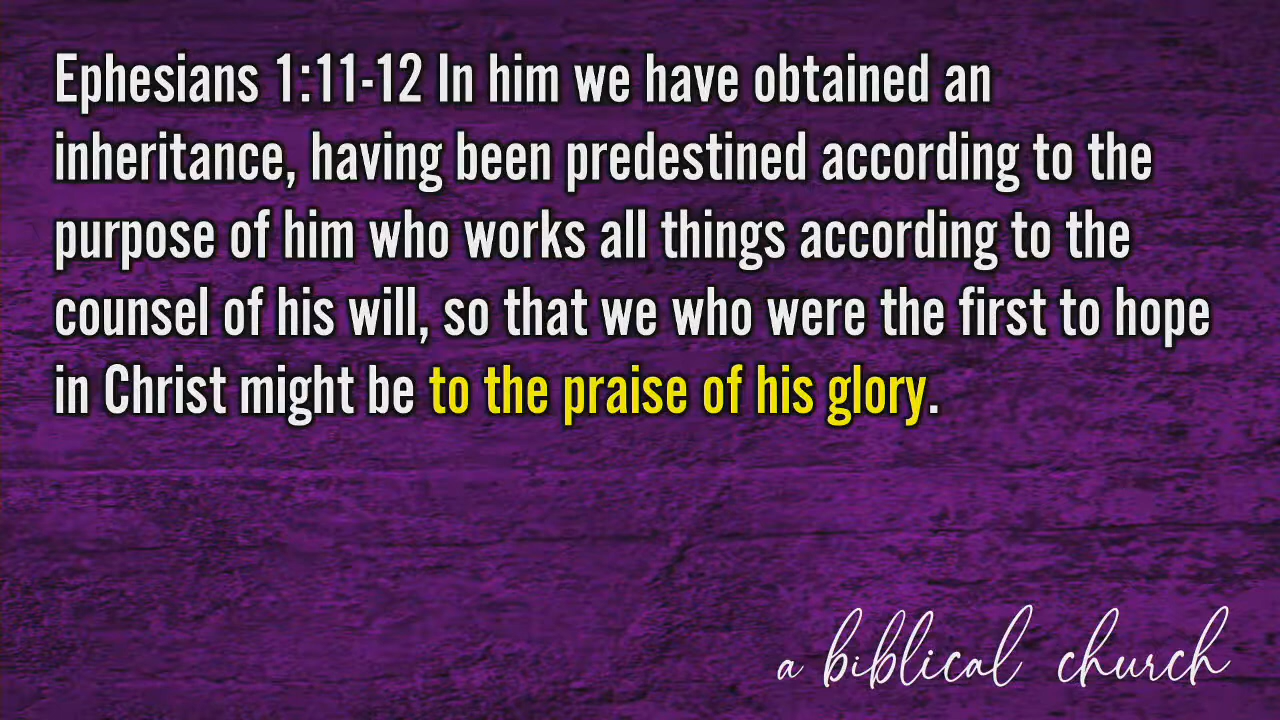 Ephesians 1:11-12 In him we have obtained an
inheritance, having been predestined according to the
purpose of him who works all things according to the
counsel of his will, so that we who were the first to hope
in Christ might be to the praise of his glory.
a biblical church